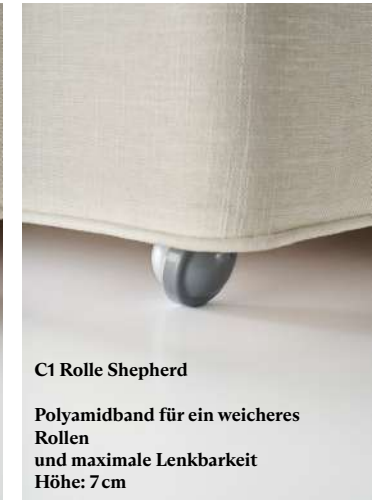 C1 Rolle Shepherd
Polyamidband für ein weicheres
Rollen
und maximale Lenkbarkeit
Höhe: 7 cm